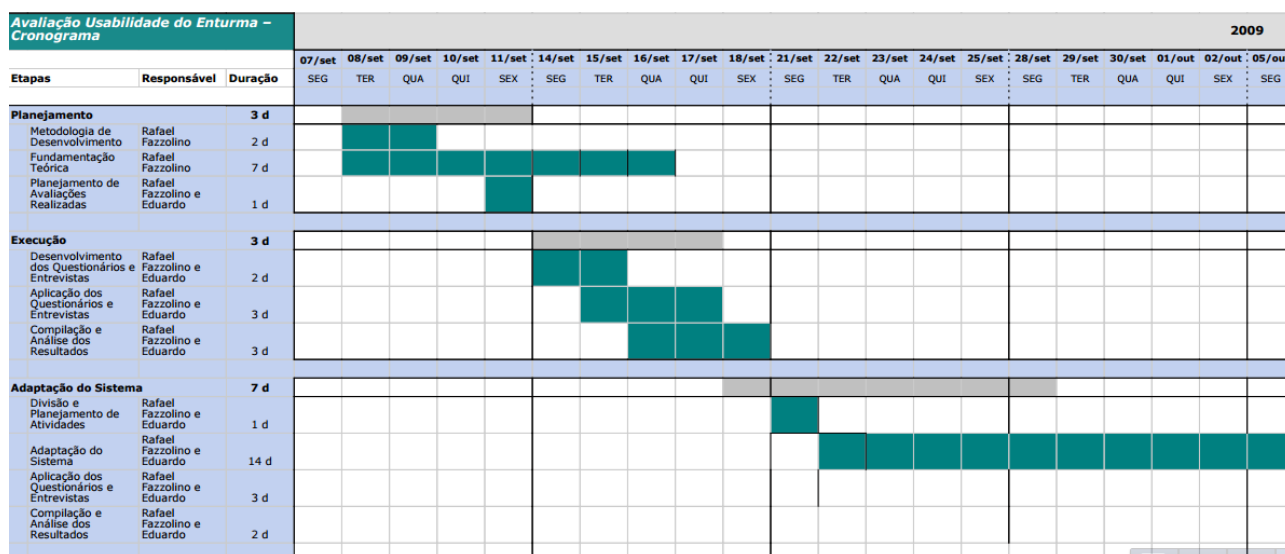 Avaliação Usabilidade do Enturma –
Cronograma
2009
07/set 08/set 09/set 10/set 11/set 14/set 15/set 16/set 17/set 18/set 21/set 22/set 23/set 24/set 25/set 28/set 29/set 30/set 01/out 02/out 05/ou
Etapas Responsável Duração SEG TER QUA QUI SEX SEG TER QUA QUI SEX SEG TER QUA QUI SEX SEG TER QUA QUI SEX SEG
Planejamento 3 d
Metodologia de Rafael
Desenvolvimento Fazzolino 2 d
Fundamentação Rafael
Teórica Fazzolino 7 d
Planejamento de Rafael
Avaliações Fazzolino e
Realizadas Eduardo 1 d
Execução 3 d
Desenvolvimento Rafael
dos Questionários e Fazzolino e
Entrevistas Eduardo 2 d
Aplicação dos Rafael
Questionários e Fazzolino e
Entrevistas Eduardo 3 d
Compilação e Rafael
Análise dos Fazzolino e
Resultados Eduardo 3 d
Adaptação do Sistema 7 d
Divisão e Rafael
Planejamento de Fazzolino e
Atividades Eduardo 1 d
Rafael
Adaptação do Fazzolino e
Sistema Eduardo 14 d
Aplicação dos Rafael
Questionários e Fazzolino e
Entrevistas Eduardo 3 d
Compilação e Rafael
Análise dos Fazzolino e
Resultados Eduardo 2 d